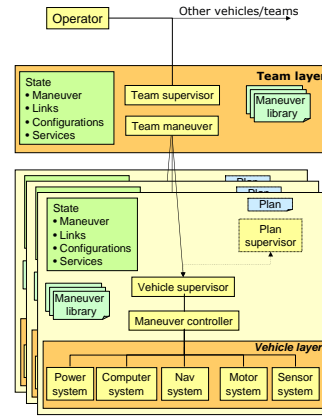 Operator
Other vehicles/teams
Team layer
State
• Maneuver
• Links
• Configurations
• Services
Team supervisor
Team maneuver
Maneuver
library
Plan
Plan
Plan
State
• Maneuver
• Links
• Configurations
• Services
Plan
supervisor
Vehicle supervisor
Maneuver
library
Maneuver controller
Vehicle layer
Power
system
Computer
system
Nav
system
Motor
system
Sensor
system